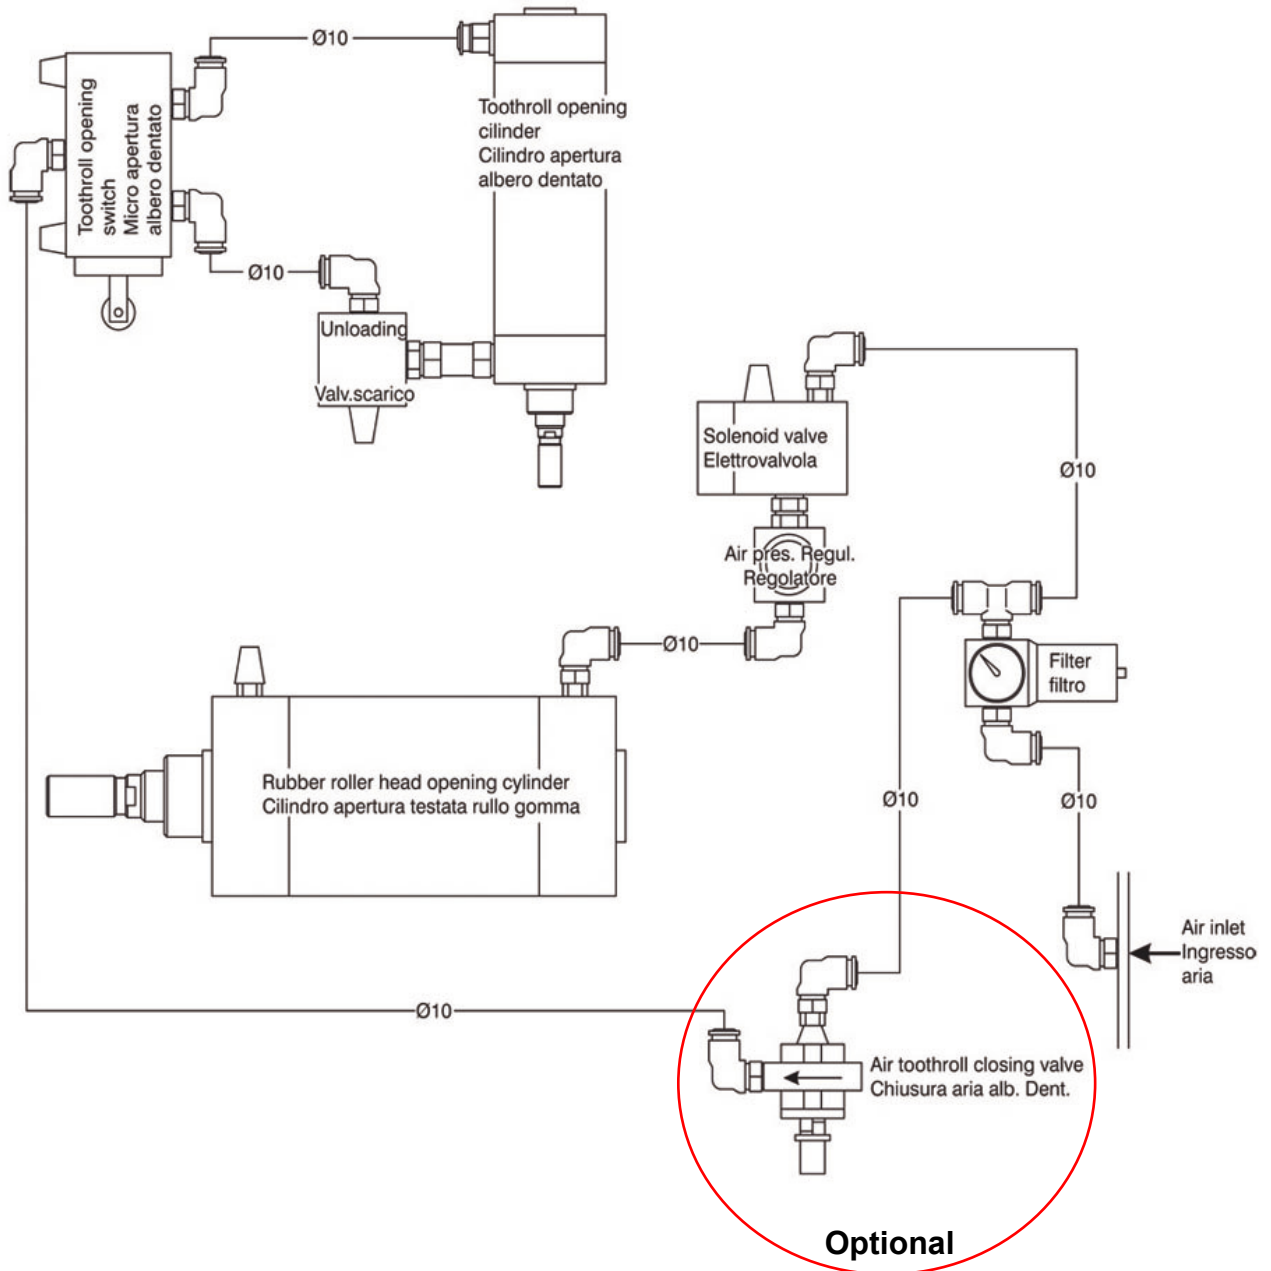 Ø10
Toothroll opening
switch
Micro apertura
albero dentato
Toothroll opening
cilinder
Cilindro apertura
albero dentato
Ø10
Unloading
Valv.scarico
Solenoid valve
Elettrovalvola
Ø10
Air pres. Regul.
Regolatore
Ø10
Filter
filtro
Rubber roller head opening cylinder
Cilindro apertura testata rullo gomma
Ø10
Ø10
Air inlet
Ingresso
aria
Ø10
Air toothroll closing valve
Chiusura aria alb. Dent.
Optional